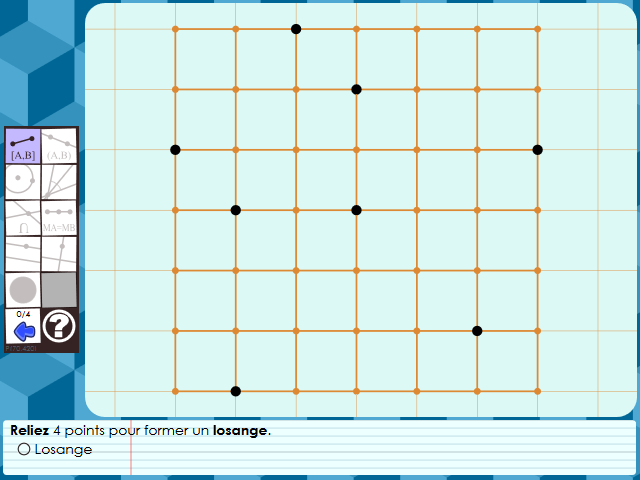 [A,B]
(A,B)
∩
MA=MB
0/4
?
Reliez 4 points pour former un losange.
Losange